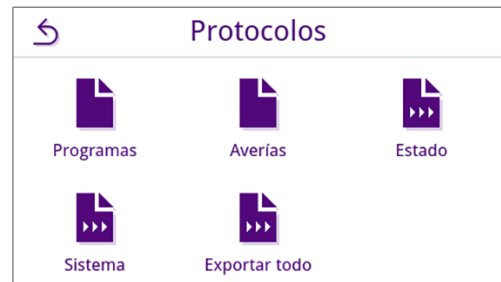 Protocolos
Programas
Averías
Estado
Sistema
Exportar todo